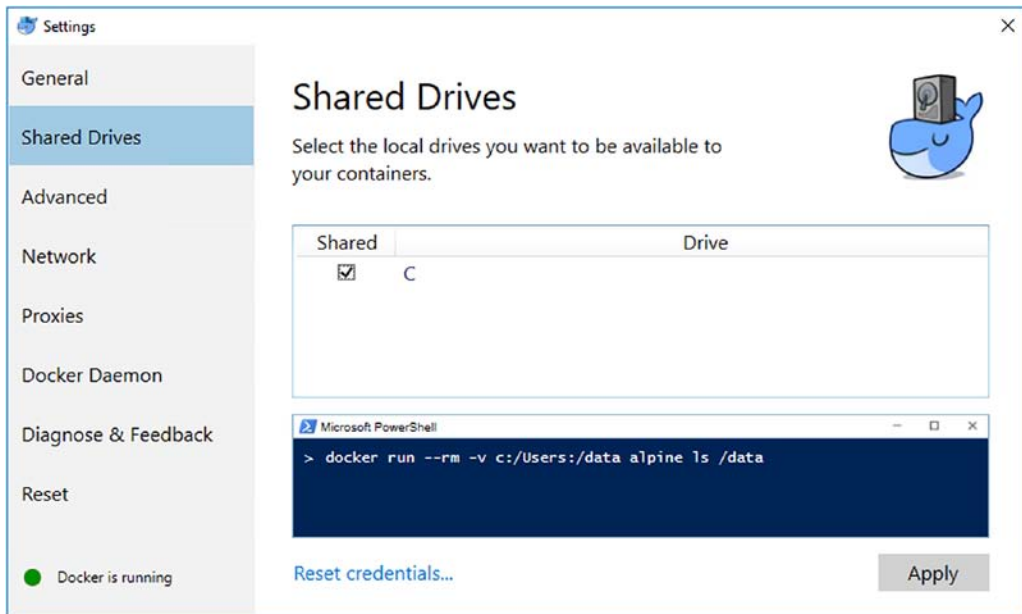 Settings
General
Shared Drives
Advanced
Network
Proxies
Docker Daemon
Diagnose & Feedback
Reset
Docker is running
Shared Drives
Select the local drives you want to be available to
your containers.
Shared Drive
C
Microsoft PowerShell
> docker run --rm -v c:/Users:/data alpine ls /data
Reset credentials...
Apply